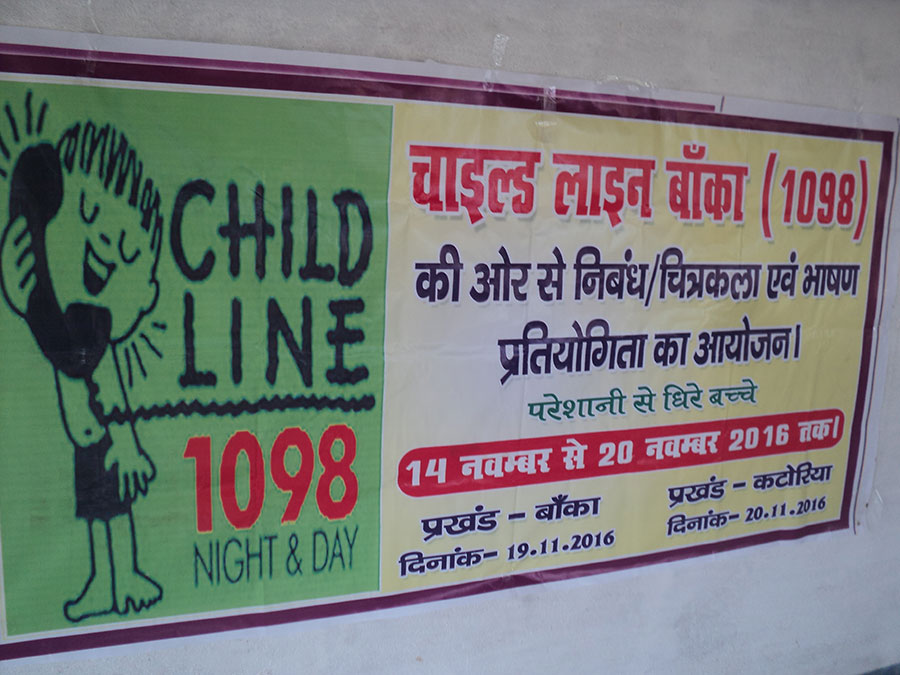 CHILD
LINE
1098
NIGHT & DAY
चाइल्ड लाइन बाँका (1098)
की ओर से निबंध/चित्रकला एवं भाषण
प्रतियोगिता का आयोजन।
परेशानी से धिरे बच्चे
14 नवम्बर से 20 नवम्बर 2016 तक।
प्रखंड - बाँका
दिनांक- 19.11.2016
प्रखंड - कटोरिया
दिनांक- 20.11.2016